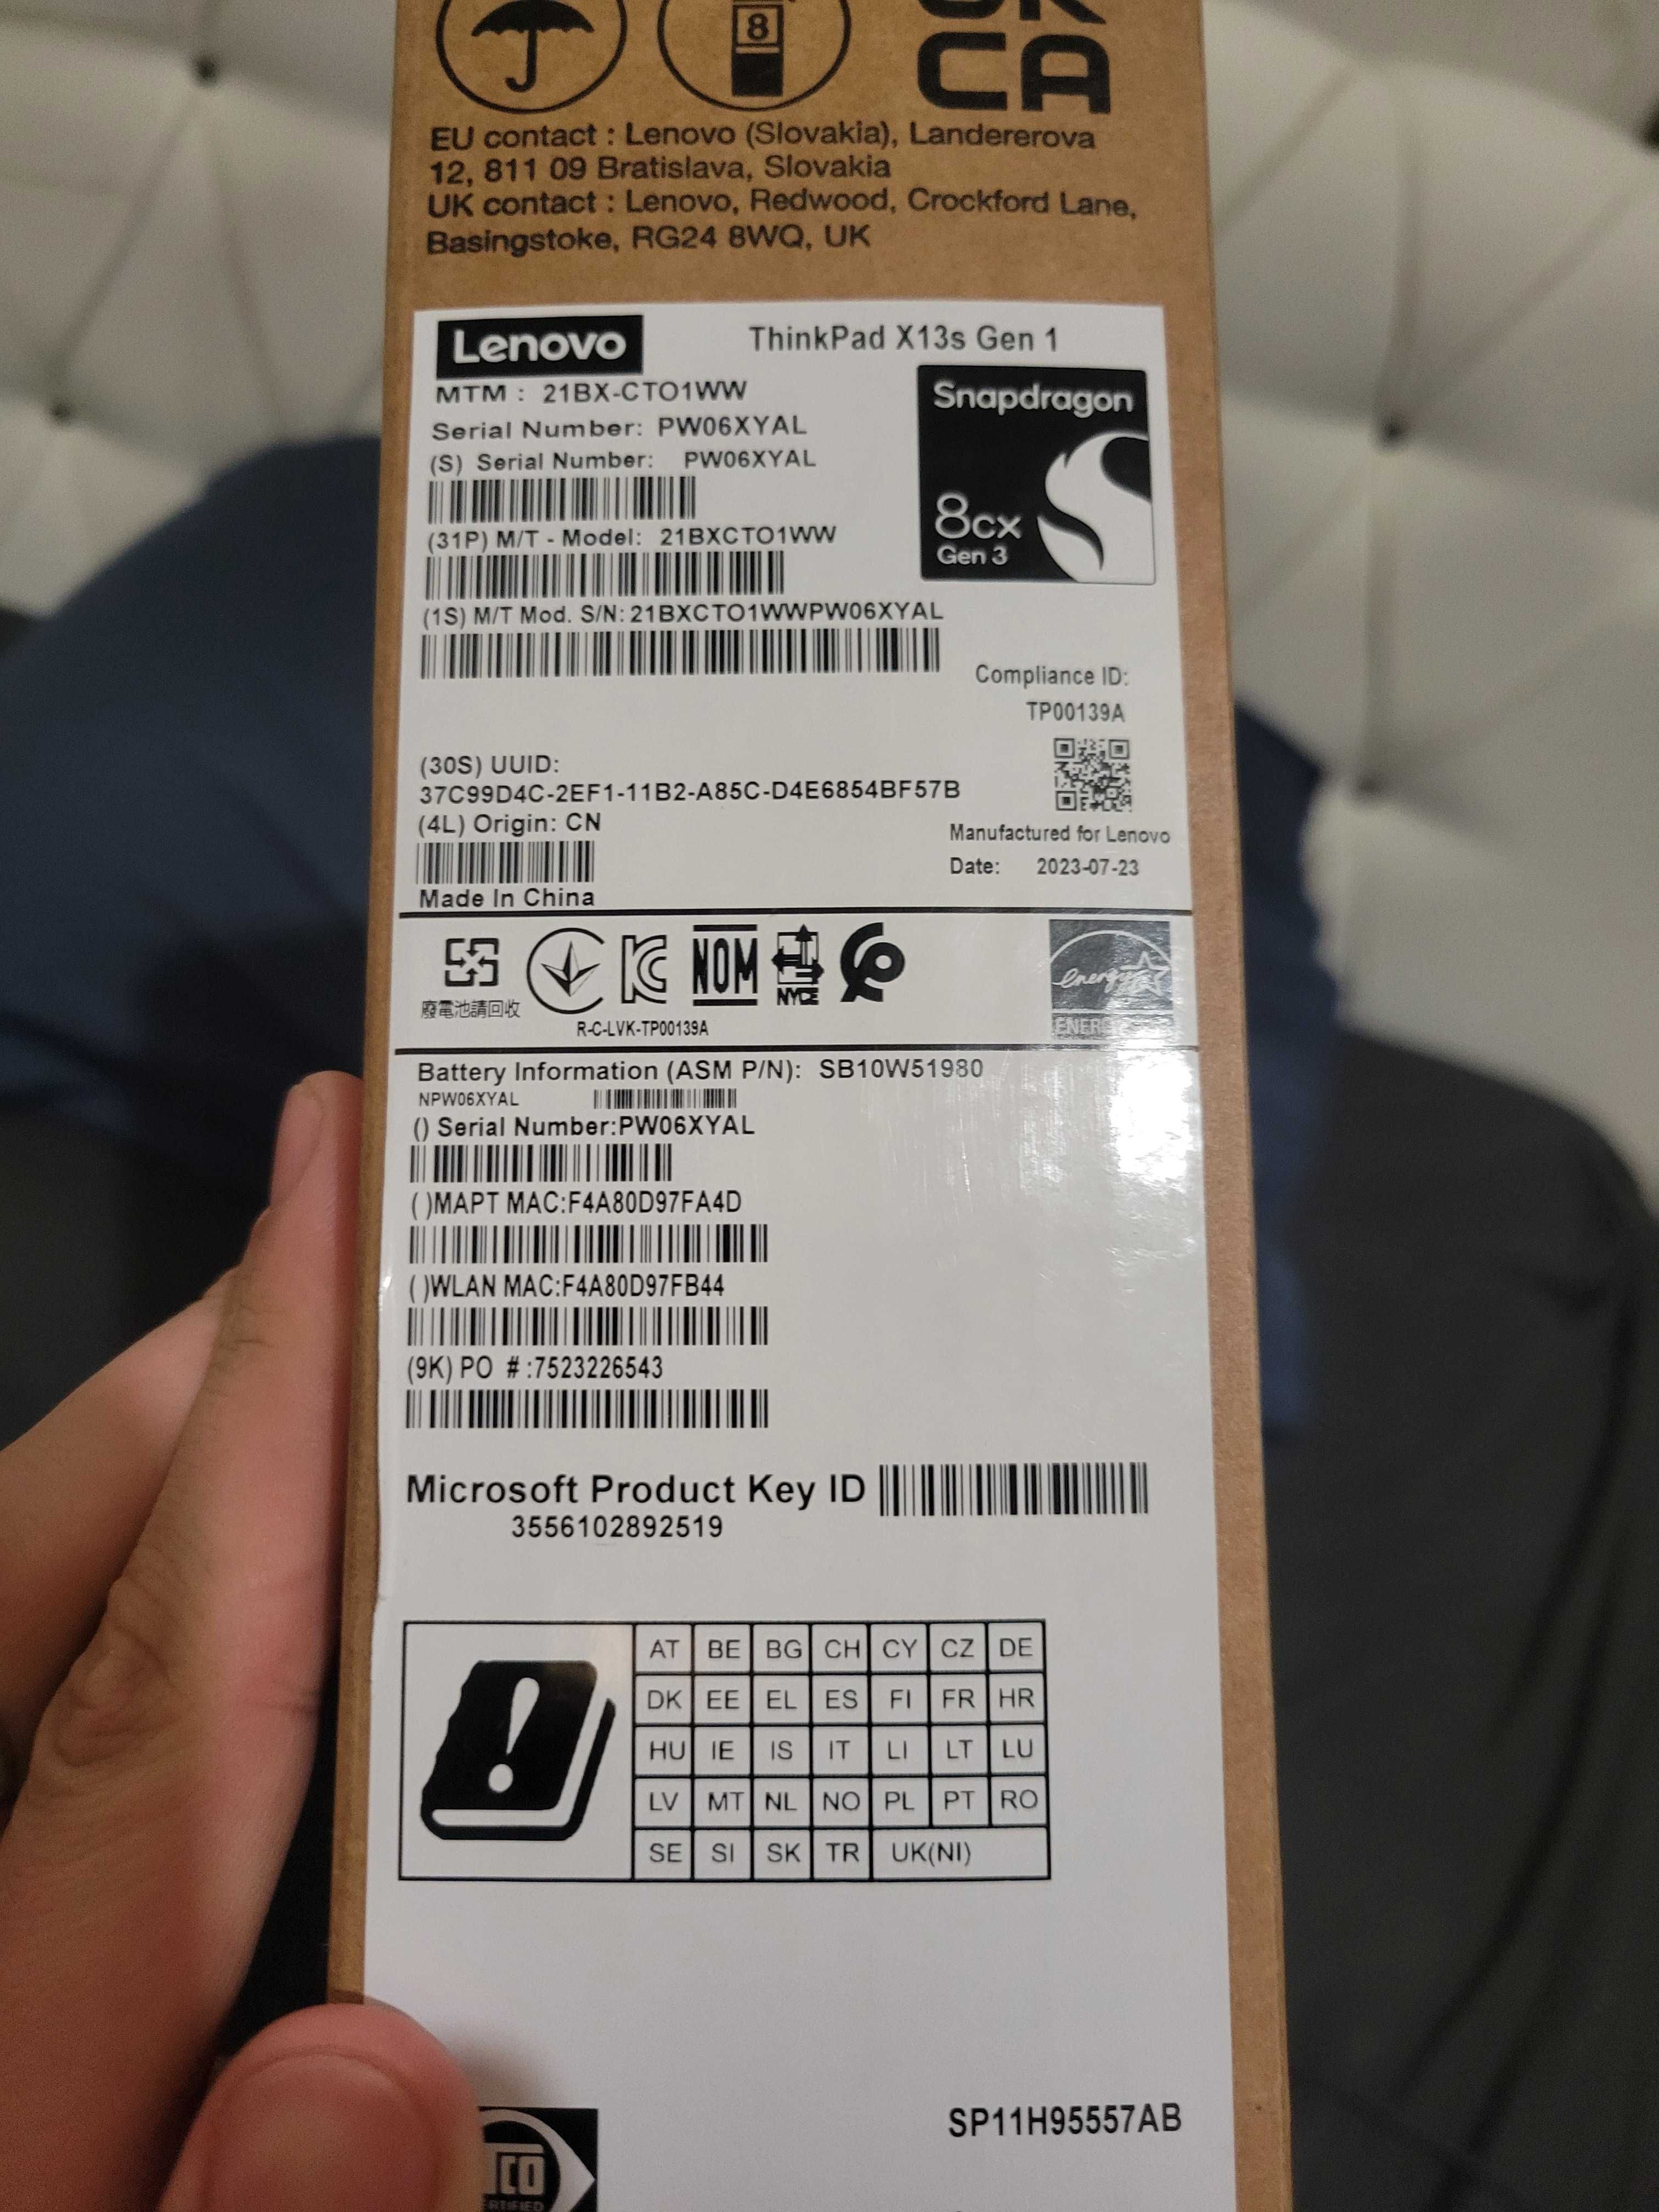 8
UK
CA
EU contact : Lenovo (Slovakia), Landererova
12, 811 09 Bratislava, Slovakia
UK contact : Lenovo, Redwood, Crockford Lane,
Basingstoke, RG24 8WQ, UK
Lenovo
ThinkPad X13s Gen 1
MTM : 21BX-CTO1WW
Snapdragon
8cx
Gen 3
Serial Number: PW06XYAL
(S) Serial Number: PW06XYAL
(31P) M/T - Model: 21BXCTO1WW
(1S) M/T Mod. S/N: 21BXCTO1WWPW06XYAL
Compliance ID:
TP00139A
(30S) UUID:
37C99D4C-2EF1-11B2-A85C-D4E6854BF57B
(4L) Origin: CN
Manufactured for Lenovo
Date: 2023-07-23
Made In China
廢電池請回收
R-C-LVK-TP00139A
NOM
NYCE
energy
Battery Information (ASM P/N): SB10W51980
NPW06XYAL
() Serial Number:PW06XYAL
( )MAPT MAC:F4A80D97FA4D
( )WLAN MAC:F4A80D97FB44
(9K) PO # :7523226543
Microsoft Product Key ID
3556102892519
AT BE BG CH CY CZ DE
DK EE EL ES FI FR HR
HU IE IS IT LI LT LU
LV MT NL NO PL PT RO
SE SI SK TR UK(NI)
SP11H95557AB